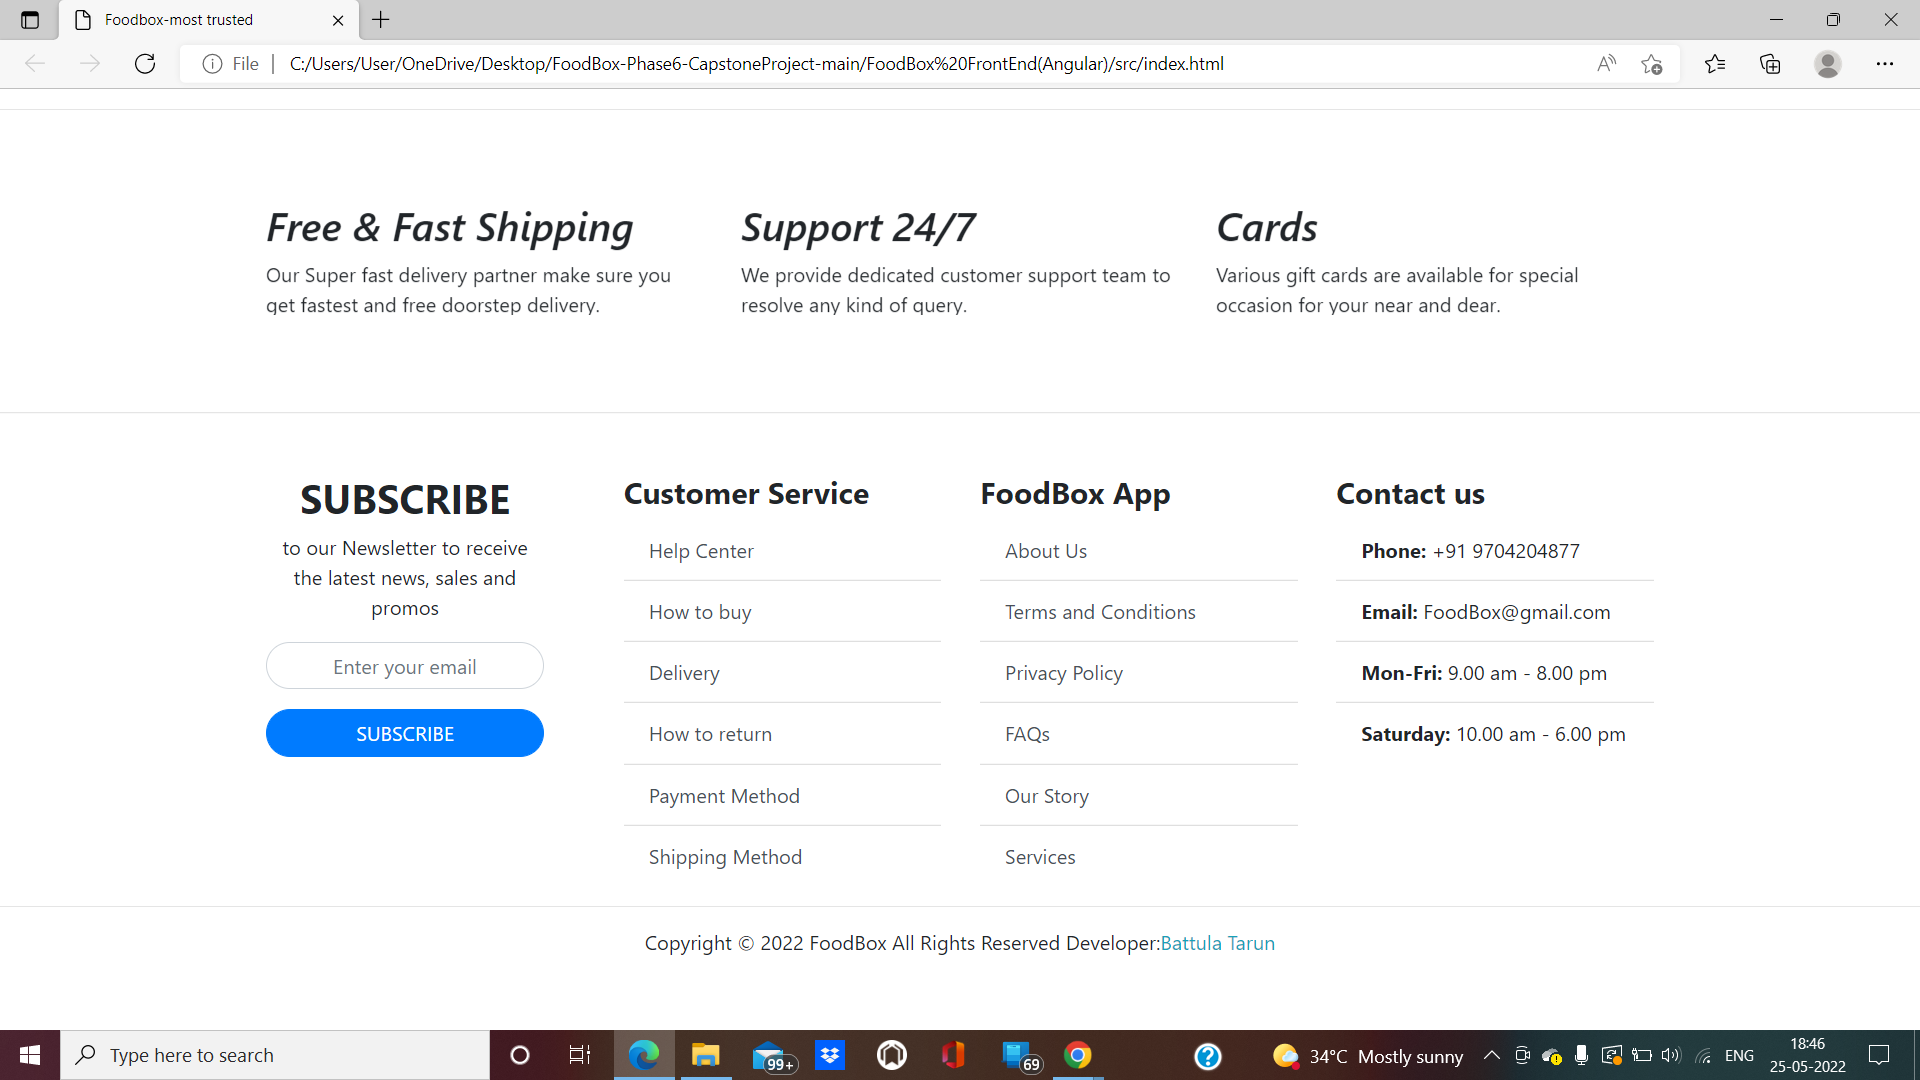 Foodbox-most trusted
File
C:/Users/User/OneDrive/Desktop/FoodBox-Phase6-CapstoneProject-main/FoodBox%20FrontEnd(Angular)/src/index.html
Free & Fast Shipping
Our Super fast delivery partner make sure you
get fastest and free doorstep delivery.
Support 24/7
We provide dedicated customer support team to
resolve any kind of query.
Cards
Various gift cards are available for special
occasion for your near and dear.
SUBSCRIBE
to our Newsletter to receive
the latest news, sales and
promos
Enter your email
SUBSCRIBE
Customer Service
Help Center
How to buy
Delivery
How to return
Payment Method
Shipping Method
FoodBox App
About Us
Terms and Conditions
Privacy Policy
FAQs
Our Story
Services
Contact us
Phone: +91 9704204877
Email: FoodBox@gmail.com
Mon-Fri: 9.00 am - 8.00 pm
Saturday: 10.00 am - 6.00 pm
Copyright © 2022 FoodBox All Rights Reserved Developer:Battula Tarun
Type here to search
99+
69
34°C Mostly sunny
ENG
18:46
25-05-2022